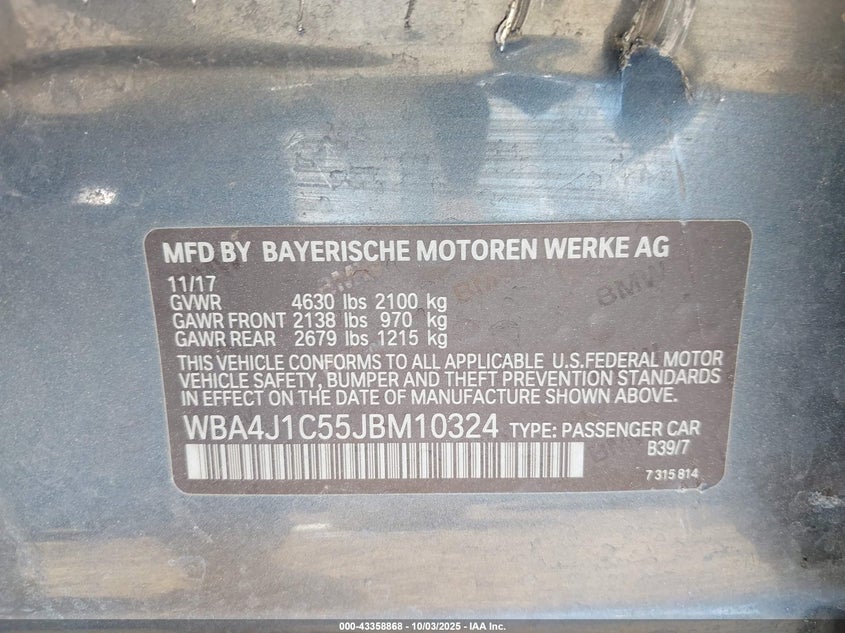 MFD BY BAYERISCHE MOTOREN WERKE AG
11/17
GVWR 4630 lbs 2100 kg
GAWR FRONT 2138 lbs 970 kg
GAWR REAR 2679 lbs 1215 kg
THIS VEHICLE CONFORMS TO ALL APPLICABLE U.S.FEDERAL MOTOR
VEHICLE SAFETY, BUMPER AND THEFT PREVENTION STANDARDS
IN EFFECT ON THE DATE OF MANUFACTURE SHOWN ABOVE.
WBA4J1C55JBM10324 TYPE: PASSENGER CAR
B39/7
7 315 814
000-43358868 - 10/03/2025 - IAA Inc.